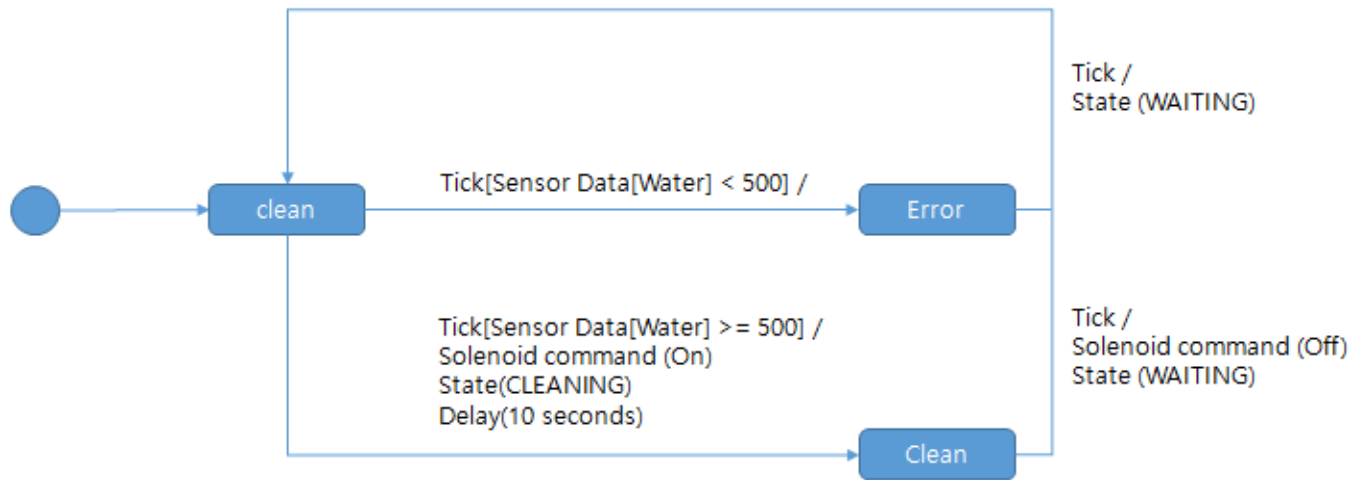 Tick /
State (WAITING)
Tick[Sensor Data[Water] < 500] /
clean
Error
Tick[Sensor Data[Water] >= 500] /
Solenoid command (On)
State(CLEANING)
Delay(10 seconds)
Tick /
Solenoid command (Off)
State (WAITING)
Clean